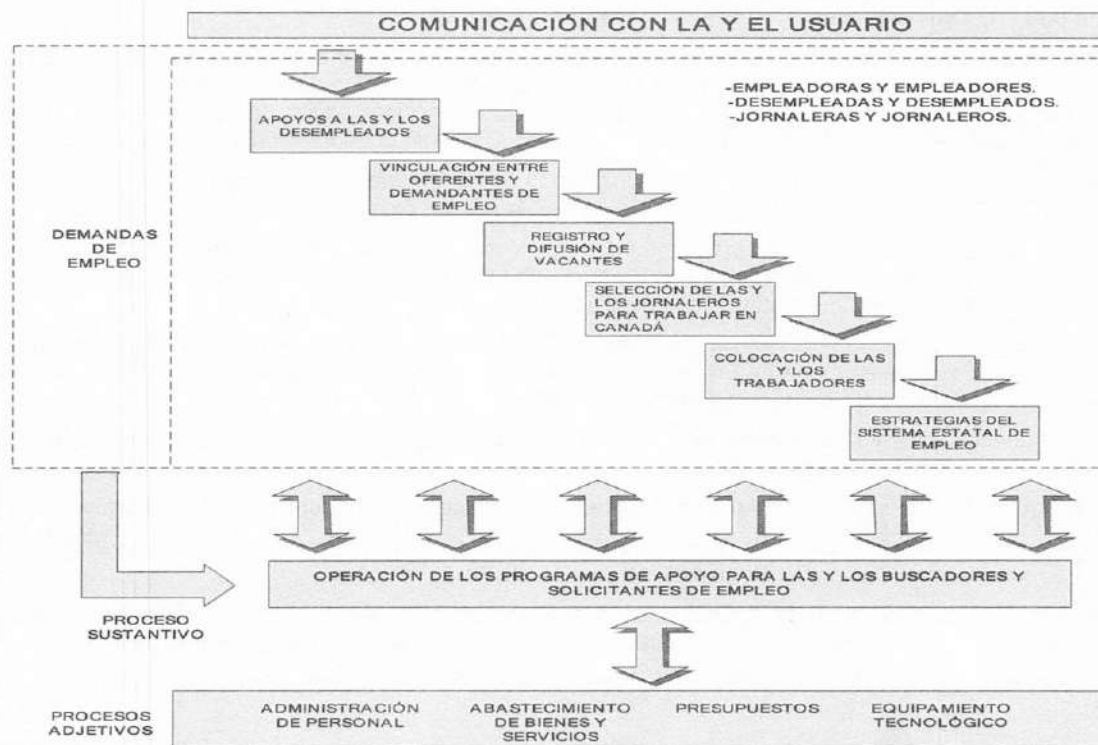 COMUNICACIÓN CON LA Y EL USUARIO
-EMPLEADORAS Y EMPLEADORES.
-DESEMPLEADAS Y DESEMPLEADOS.
-JORNALERAS Y JORNALEROS.
APOYOS A LAS Y LOS
DESEMPLEADOS
VINCULACIÓN ENTRE
OFERENTES Y
DEMANDANTES DE
EMPLEO
DEMANDAS
DE
EMPLEO
REGISTRO Y
DIFUSIÓN DE
VACANTES
SELECCIÓN DE LAS Y
LOS JORNALEROS
PARA TRABAJAR EN
CANADÁ
COLOCACIÓN DE LAS
Y LOS
TRABAJADORES
ESTRATEGIAS DEL
SISTEMA ESTATAL DE
EMPLEO
OPERACIÓN DE LOS PROGRAMAS DE APOYO PARA LAS Y LOS BUSCADORES Y
SOLICITANTES DE EMPLEO
PROCESO
SUSTANTIVO
PROCESOS
ADJETIVOS
ADMINISTRACIÓN
DE PERSONAL
ABASTECIMIENTO
DE BIENES Y
SERVICIOS
PRESUPUESTOS
EQUIPAMIENTO
TECNOLÓGICO